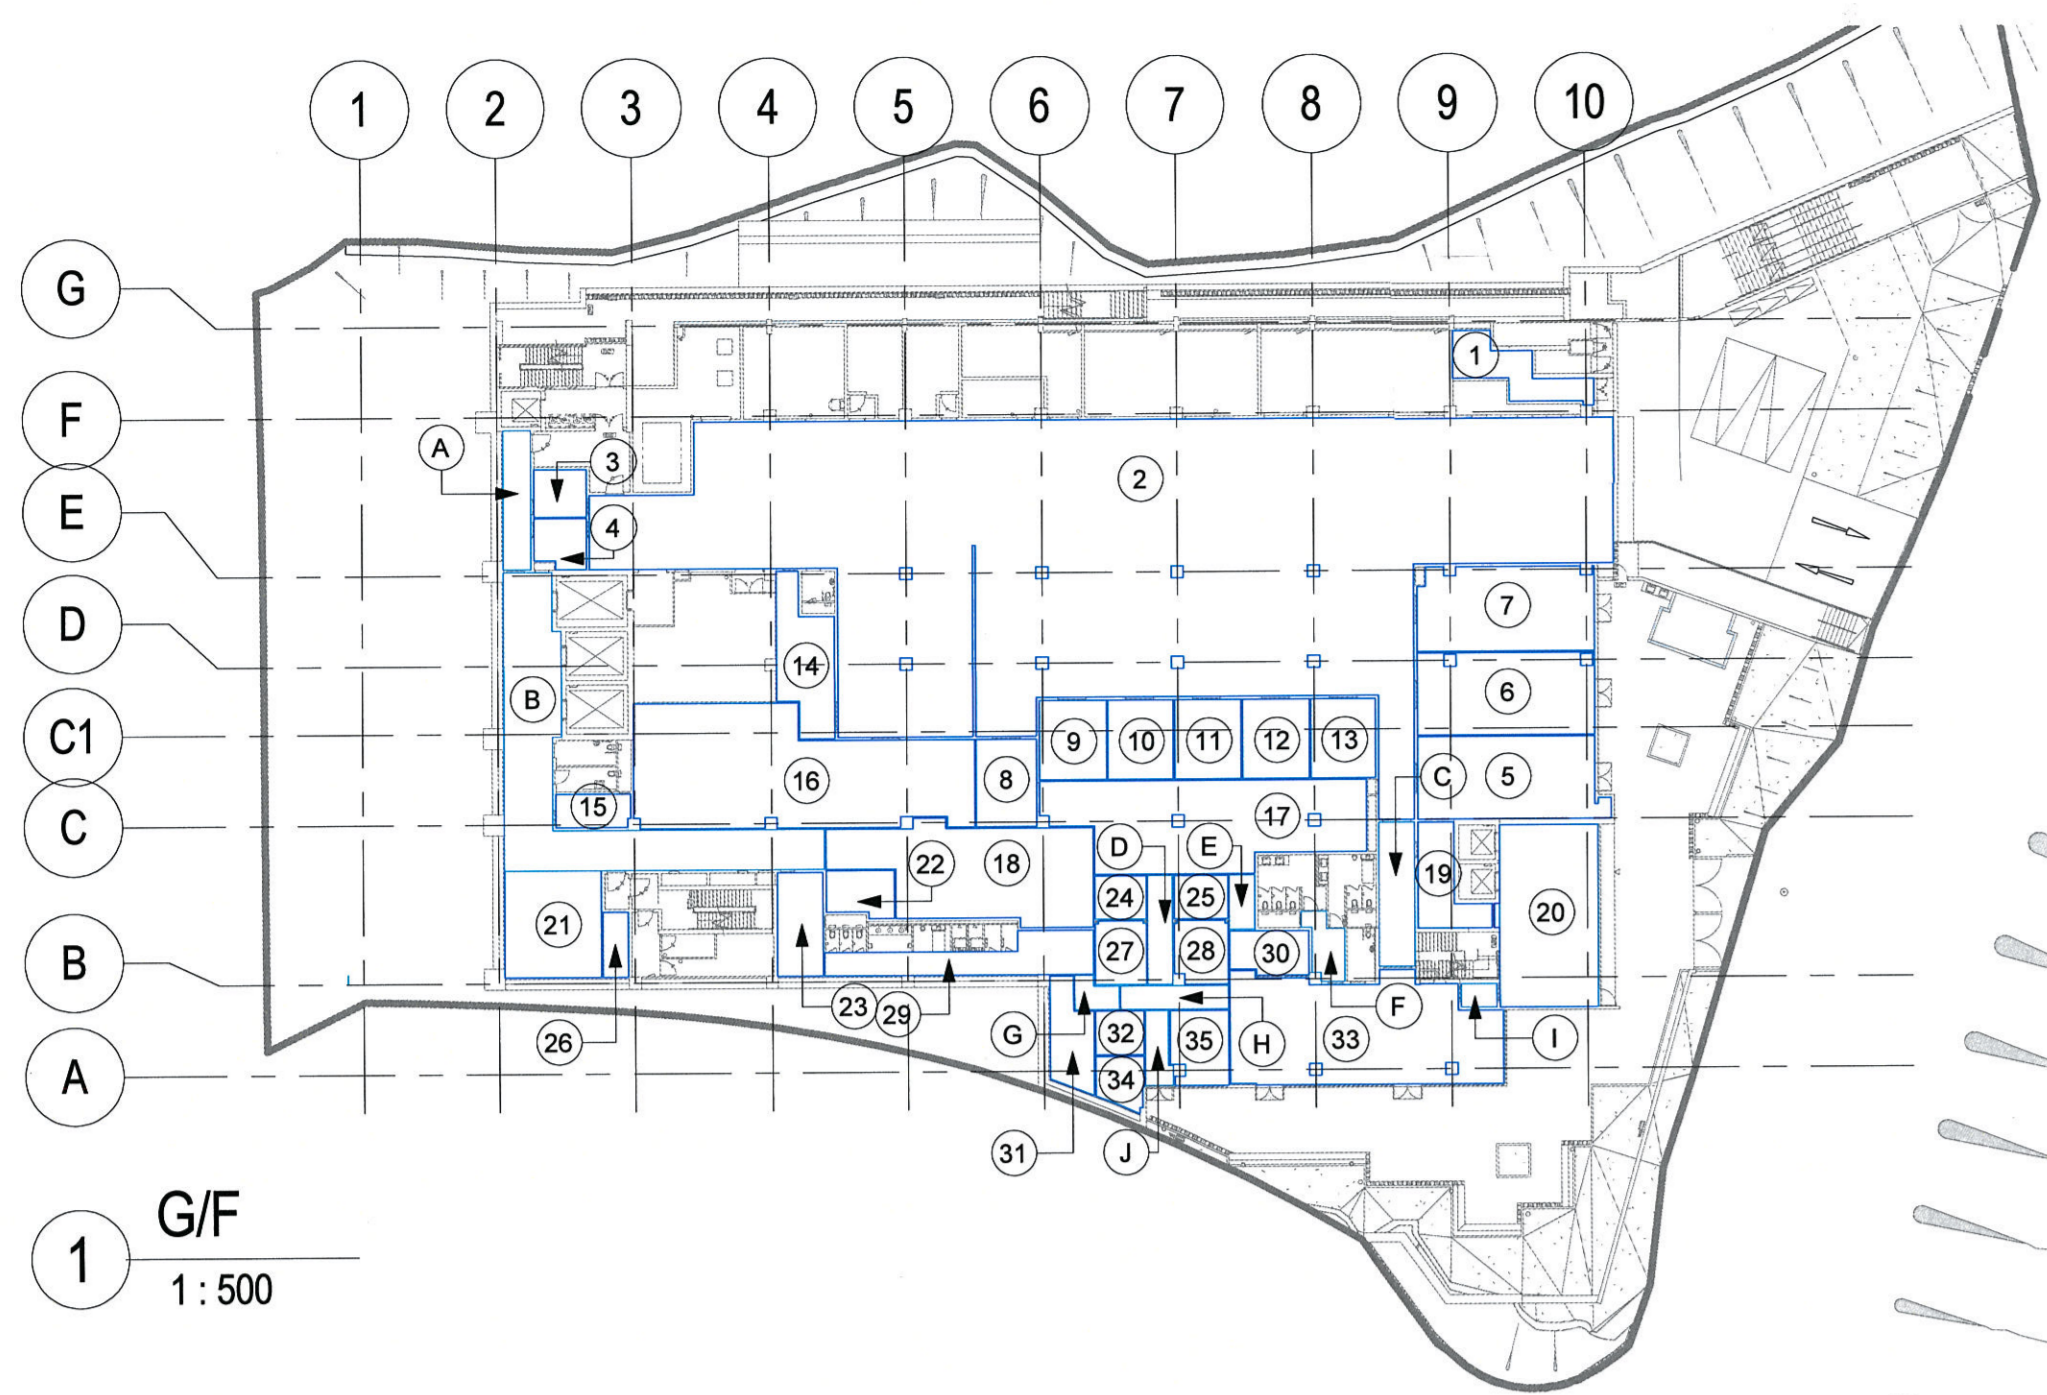 1 2 3 4 5 6 7 8 9 10
G
1
F
A 3 2
E
4
7
D
14 6
B
C1
9 10 11 12 13
16 8 C 5
15 17
C
D E
22 18 19
24 25
21 20
27 28 30
B
23 29 F
26 G 32 35 H 33 I
A
34
31 J
G/F
1
1 : 500